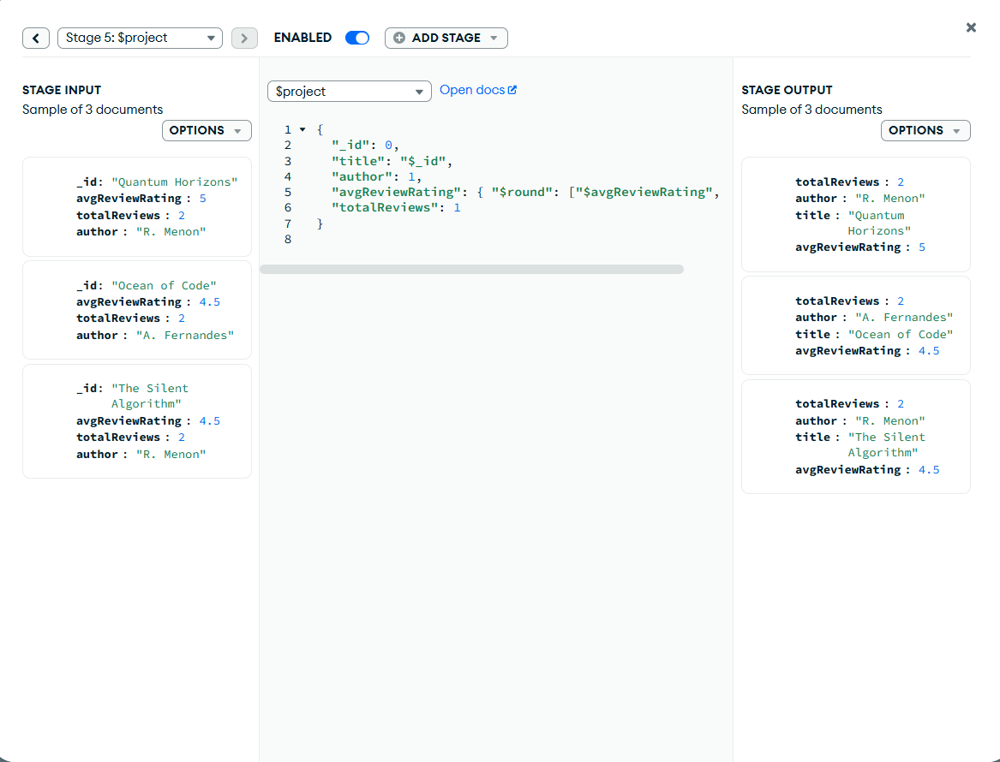 Stage 5: $project
ENABLED
ADD STAGE
STAGE INPUT
Sample of 3 documents
OPTIONS
_id: "Quantum Horizons"
avgReviewRating : 5
totalReviews : 2
author : "R. Menon"
_id: "Ocean of Code"
avgReviewRating : 4.5
totalReviews : 2
author : "A. Fernandes"
_id: "The Silent
Algorithm"
avgReviewRating : 4.5
totalReviews : 2
author : "R. Menon"
$project
Open docs
1 {
2 "_id": 0,
3 "title": "$_id",
4 "author": 1,
5 "avgReviewRating": { "$round": ["$avgReviewRating",
6 "totalReviews": 1
7 }
8
STAGE OUTPUT
Sample of 3 documents
OPTIONS
totalReviews : 2
author : "R. Menon"
title : "Quantum
Horizons"
avgReviewRating : 5
totalReviews : 2
author : "A. Fernandes"
title : "Ocean of Code"
avgReviewRating : 4.5
totalReviews : 2
author : "R. Menon"
title : "The Silent
Algorithm"
avgReviewRating : 4.5